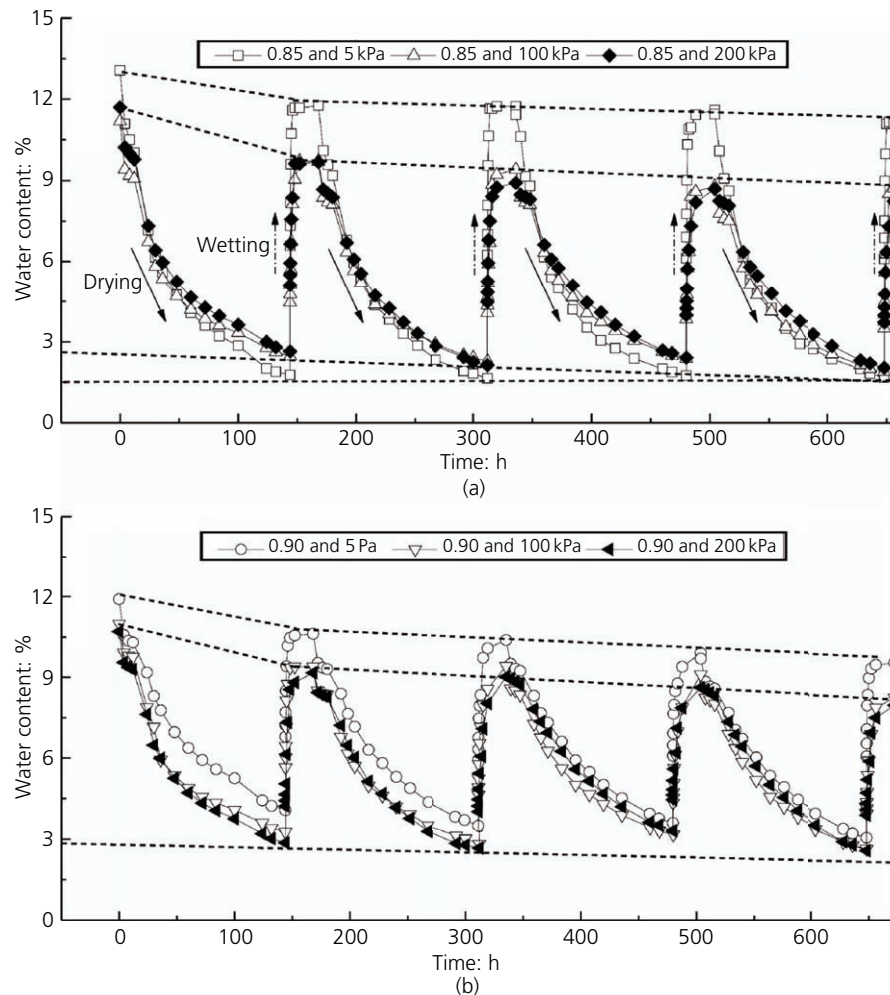 15
0.85 and 5 kPa 0.85 and 100 kPa 0.85 and 200 kPa
12
9
Water content: %
Wetting
6
Drying
3
0
0 100 200 300 400 500 600
Time: h
(a)
15
0.90 and 5 Pa 0.90 and 100 kPa 0.90 and 200 kPa
12
9
Water content: %
6
3
0
0 100 200 300 400 500 600
Time: h
(b)